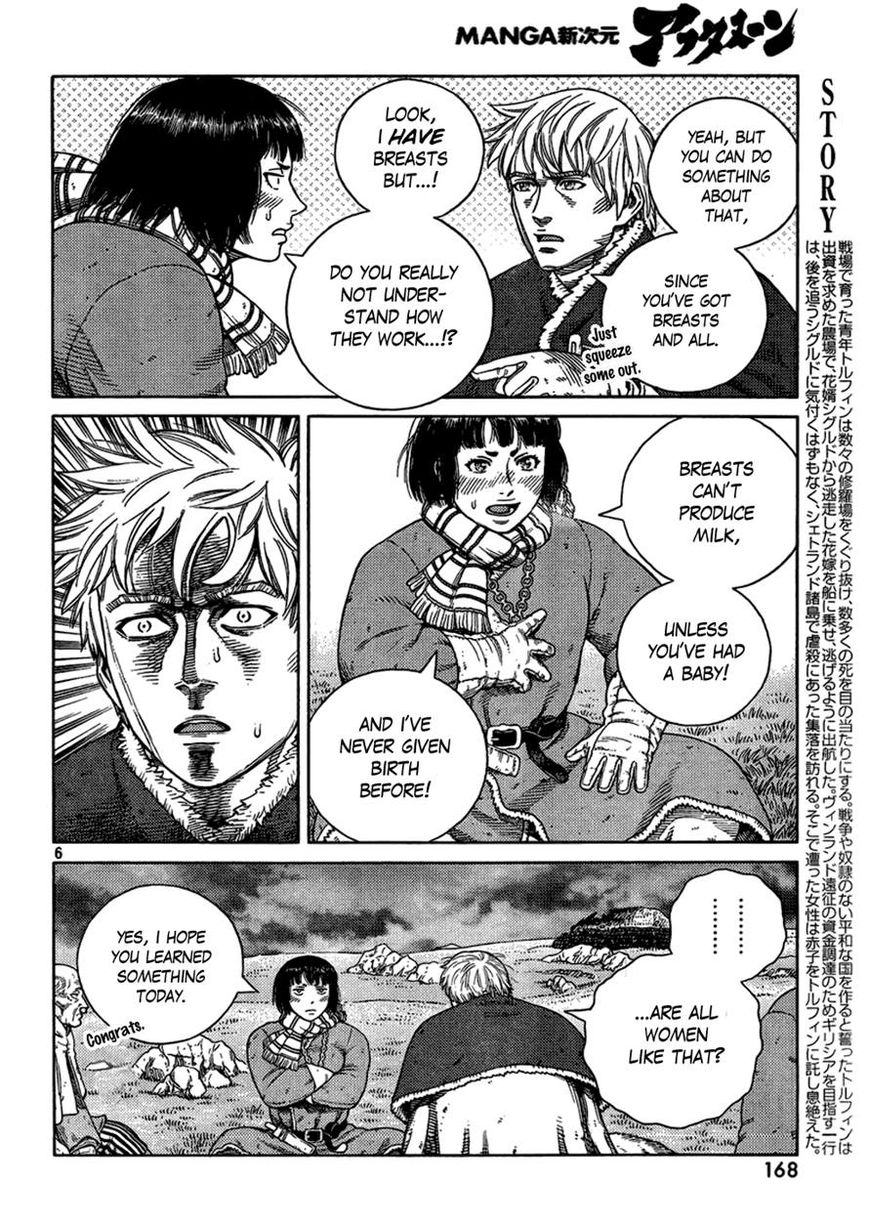 MANGA新次元 アフタヌーン
STORY
戦場で育った青年トルフィンは数々の修羅場をくぐり抜け、数多くの死を目の当たりにする。戦争や奴隷のない平和な国を作ると誓ったトルフィンは
出資を求めた農場で、花婿シグルドから逃走した花嫁を船に乗せ、逃げるように出航した。ヴィンランド遠征の資金調達のためギリシアを目指す一行
は、後を追うシグルドに気付くはずもなく、シェトランド諸島で虐殺にあった集落を訪れる。そこで遭った女性は赤子をトルフィンに託し息絶えた。
LOOK,
I HAVE
BREASTS
BUT...!
DO YOU REALLY
NOT UNDER-
STAND HOW
THEY WORK...!?
YEAH, BUT
YOU CAN DO
SOMETHING
ABOUT
THAT,
SINCE
YOU'VE GOT
BREASTS
AND ALL.
Just
squeeze
some out.
BREASTS
CAN'T
PRODUCE
MILK,
UNLESS
YOU'VE HAD
A BABY!
AND I'VE
NEVER GIVEN
BIRTH
BEFORE!
6
YES, I HOPE
YOU LEARNED
SOMETHING
TODAY.
Congrats.
...ARE ALL
WOMEN
LIKE THAT?
168